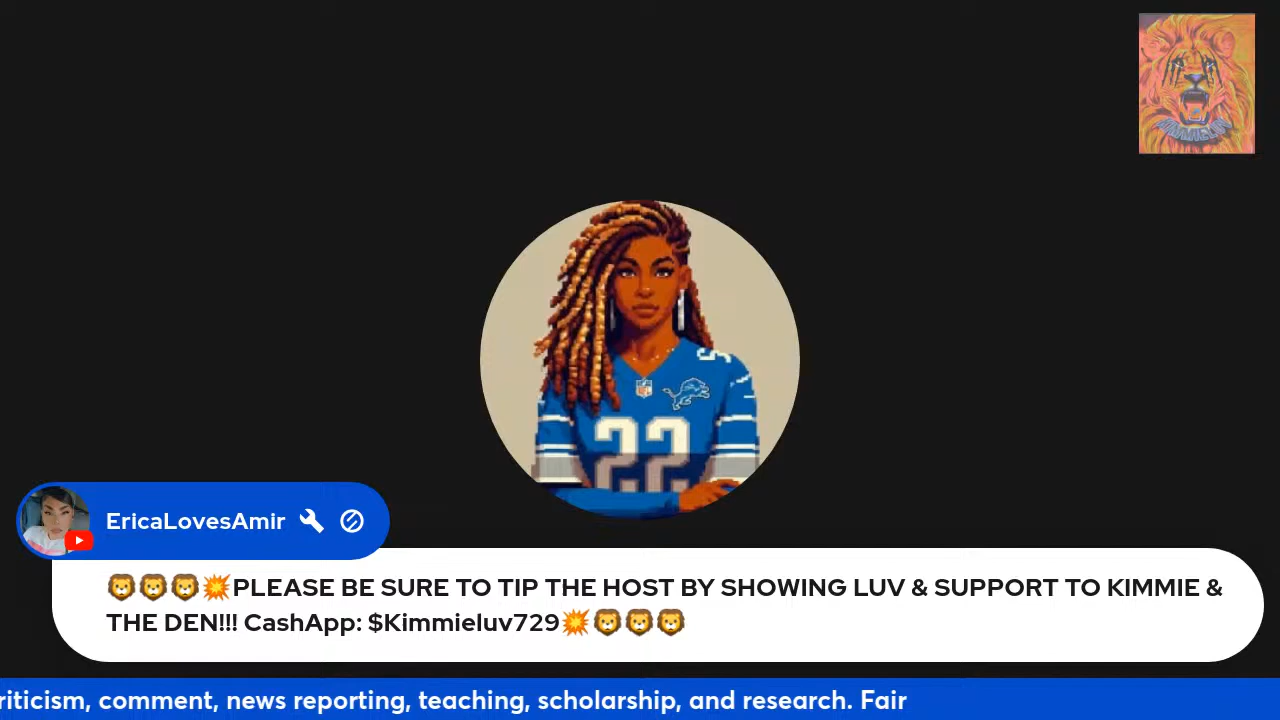 22
EricaLovesAmir
🦁🦁🦁💥PLEASE BE SURE TO TIP THE HOST BY SHOWING LUV & SUPPORT TO KIMMIE &
THE DEN!!! CashApp: $Kimmieluv729💥🦁🦁🦁
riticism, comment, news reporting, teaching, scholarship, and research. Fair